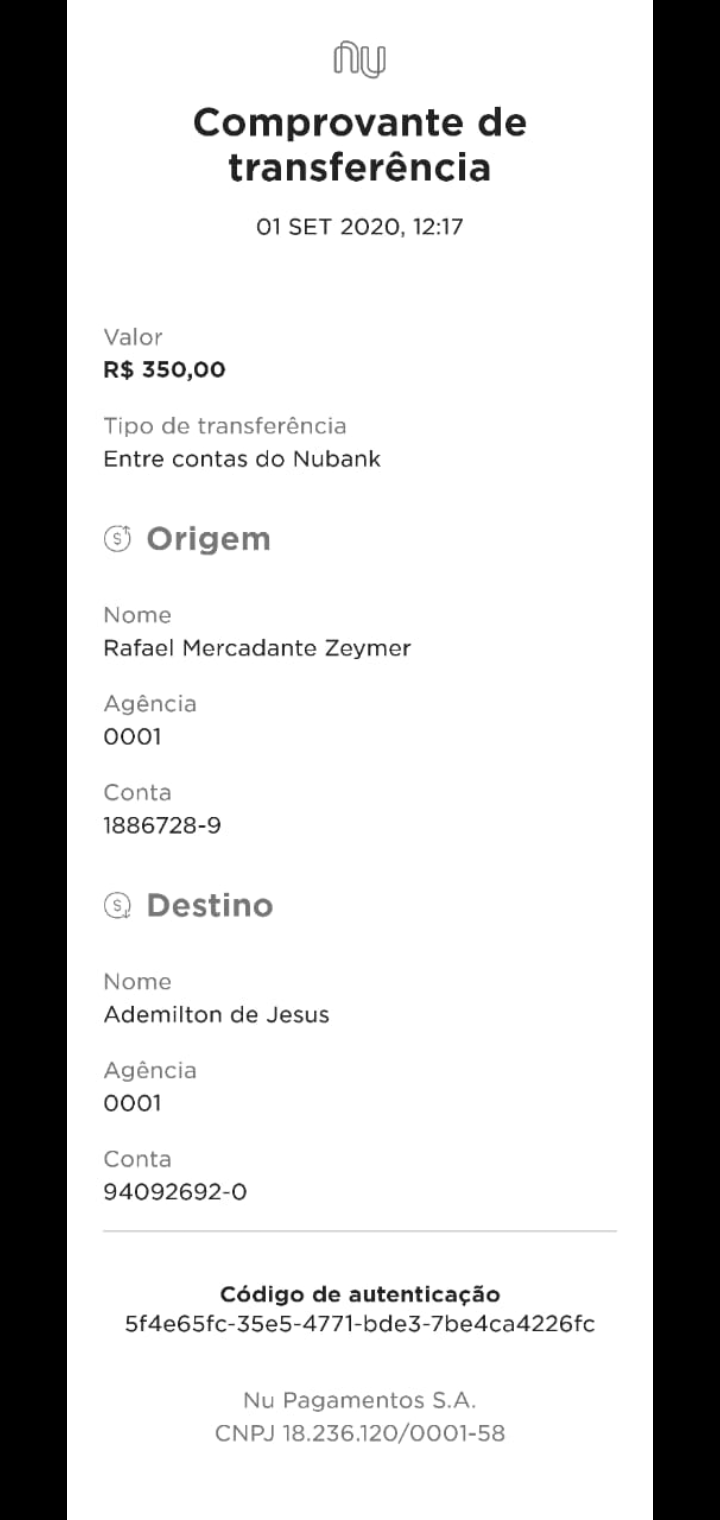 nu
Comprovante de
transferência
01 SET 2020, 12:17
Valor
R$ 350,00
Tipo de transferência
Entre contas do Nubank
Origem
Nome
Rafael Mercadante Zeymer
Agência
0001
Conta
1886728-9
Destino
Nome
Ademilton de Jesus
Agência
0001
Conta
94092692-0
Código de autenticação
5f4e65fc-35e5-4771-bde3-7be4ca4226fc
Nu Pagamentos S.A.
CNPJ 18.236.120/0001-58